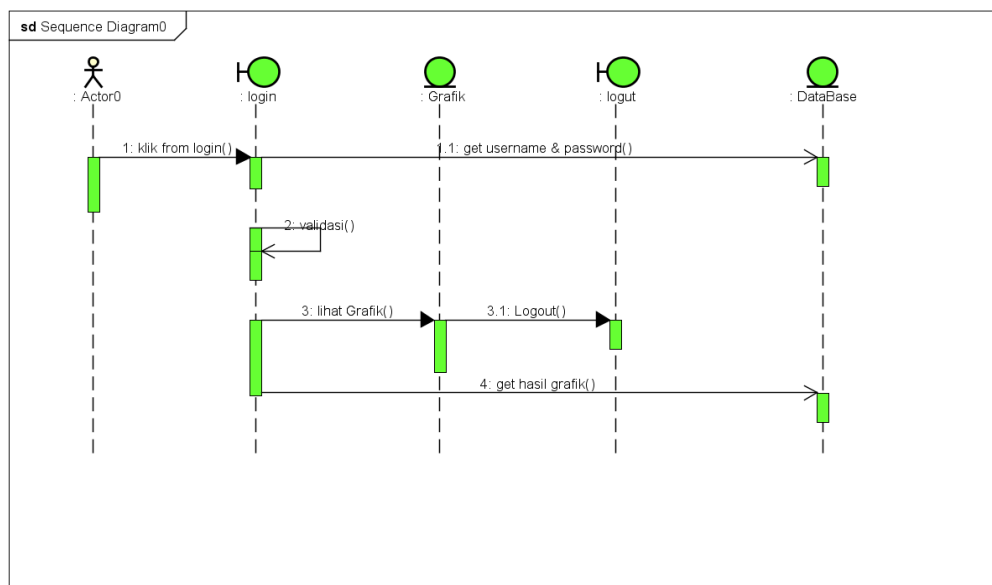 sd Sequence Diagram0
: Actor0
: login
: Grafik
: logut
: DataBase
1: klik from login()
1.1: get username & password()
2: validasi()
3: lihat Grafik()
3.1: Logout()
4: get hasil grafik()